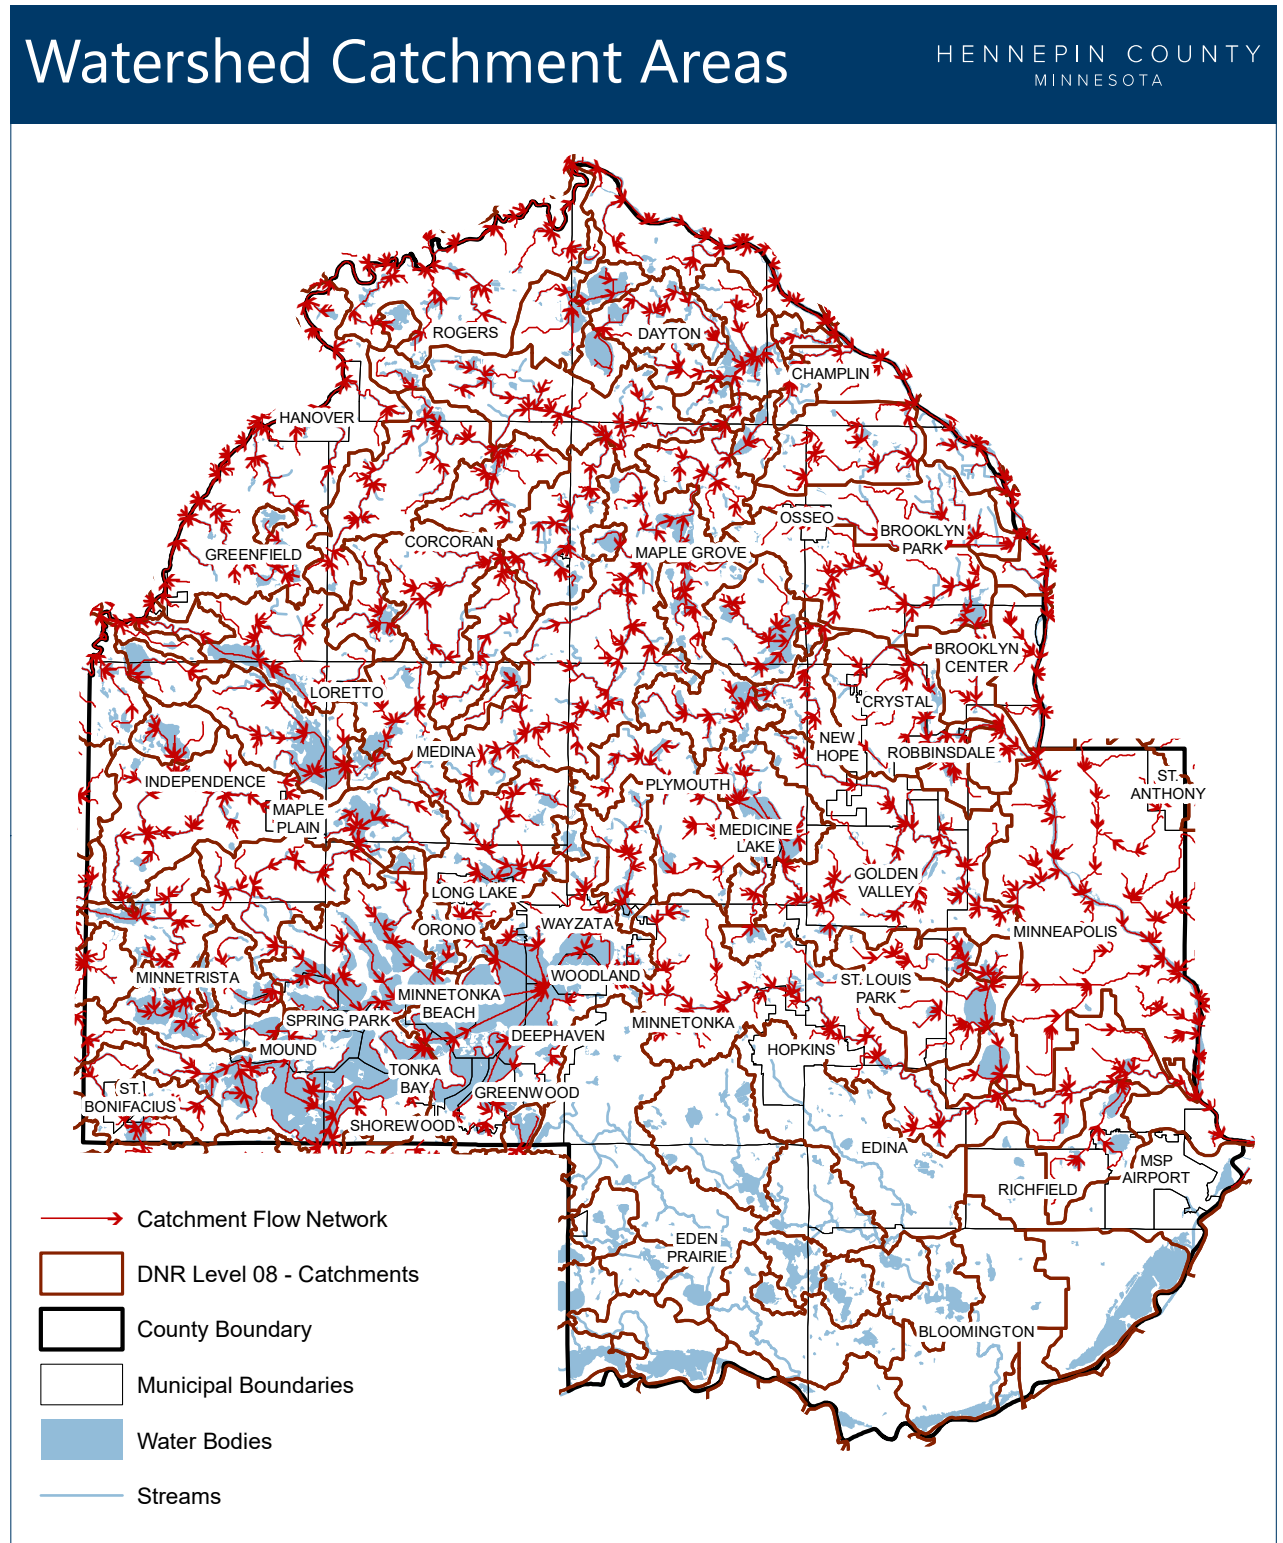 Watershed Catchment Areas
HENNEPIN COUNTY
MINNESOTA
ROGERS
DAYTON
CHAMPLIN
HANOVER
OSSEO
BROOKLYN
PARK
CORCORAN
GREENFIELD
MAPLE GROVE
BROOKLYN
CENTER
LORETTO
CRYSTAL
NEW
HOPE
ROBBINSDALE
MEDINA
INDEPENDENCE
PLYMOUTH
ST.
ANTHONY
MAPLE
PLAIN
MEDICINE
LAKE
GOLDEN
VALLEY
LONG LAKE
WAYZATA
ORONO
MINNEAPOLIS
MINNETRISTA
WOODLAND
ST. LOUIS
PARK
MINNETONKA
BEACH
SPRING PARK
MINNETONKA
DEEPHAVEN
MOUND
HOPKINS
TONKA
BAY
GREENWOOD
ST.
BONIFACIUS
SHOREWOOD
EDINA
MSP
AIRPORT
RICHFIELD
EDEN
PRAIRIE
BLOOMINGTON
Catchment Flow Network
DNR Level 08 - Catchments
County Boundary
Municipal Boundaries
Water Bodies
Streams